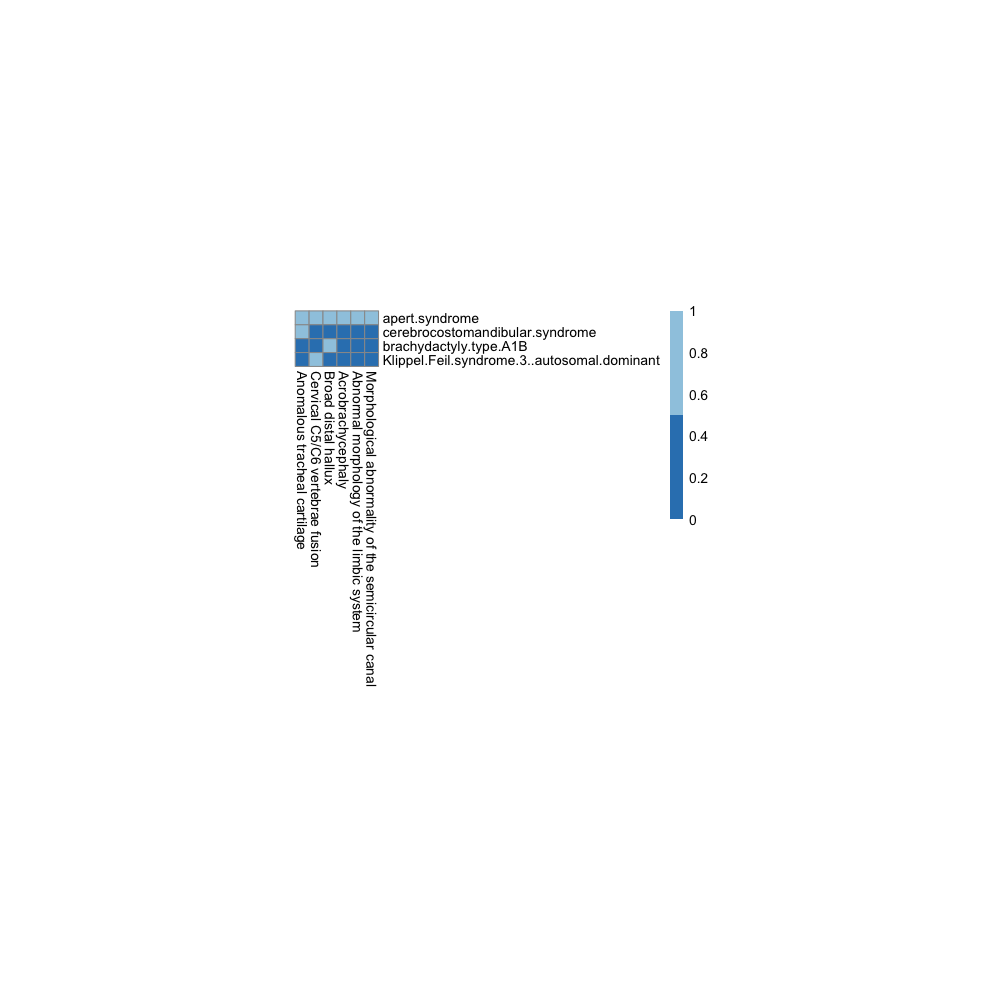 apert.syndrome
cerebrocostomandibular.syndrome
brachydactyly.type.A1B
Klippel.Feil.syndrome.3..autosomal.dominant
Anomalous tracheal cartilage
Cervical C5/C6 vertebrae fusion
Broad distal hallux
Acrobrachycephaly
Abnormal morphology of the limbic system
Morphological abnormality of the semicircular canal
1
0.8
0.6
0.4
0.2
0